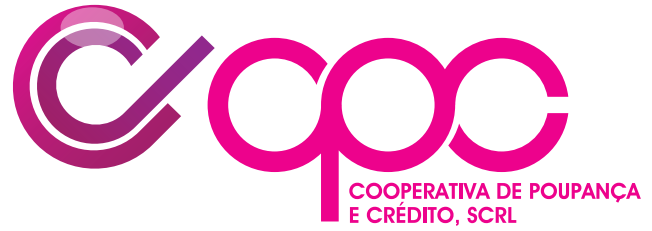 cpc
COOPERATIVA DE POUPANÇA
E CRÉDITO, SCRL